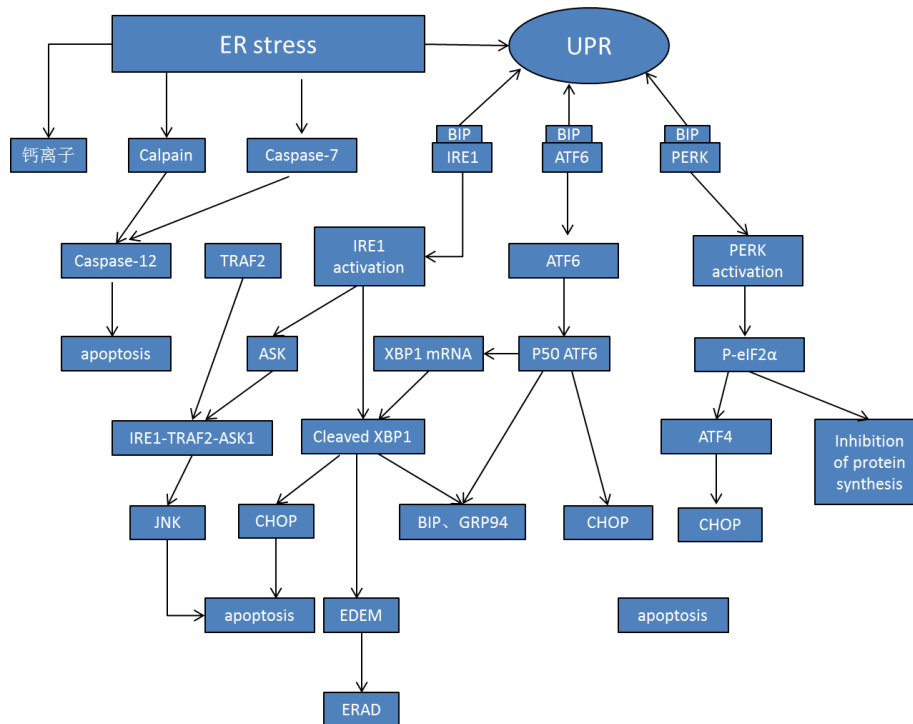 ER stress
UPR
BIP
BIP
BIP
钙离子
Calpain
Caspase-7
IRE1
ATF6
PERK
Caspase-12
TRAF2
IRE1
activation
ATF6
PERK
activation
apoptosis
ASK
XBP1 mRNA
P50 ATF6
P-eIF2α
IRE1-TRAF2-ASK1
Cleaved XBP1
ATF4
Inhibition
of protein
synthesis
JNK
CHOP
BIP、GRP94
CHOP
CHOP
apoptosis
EDEM
apoptosis
ERAD